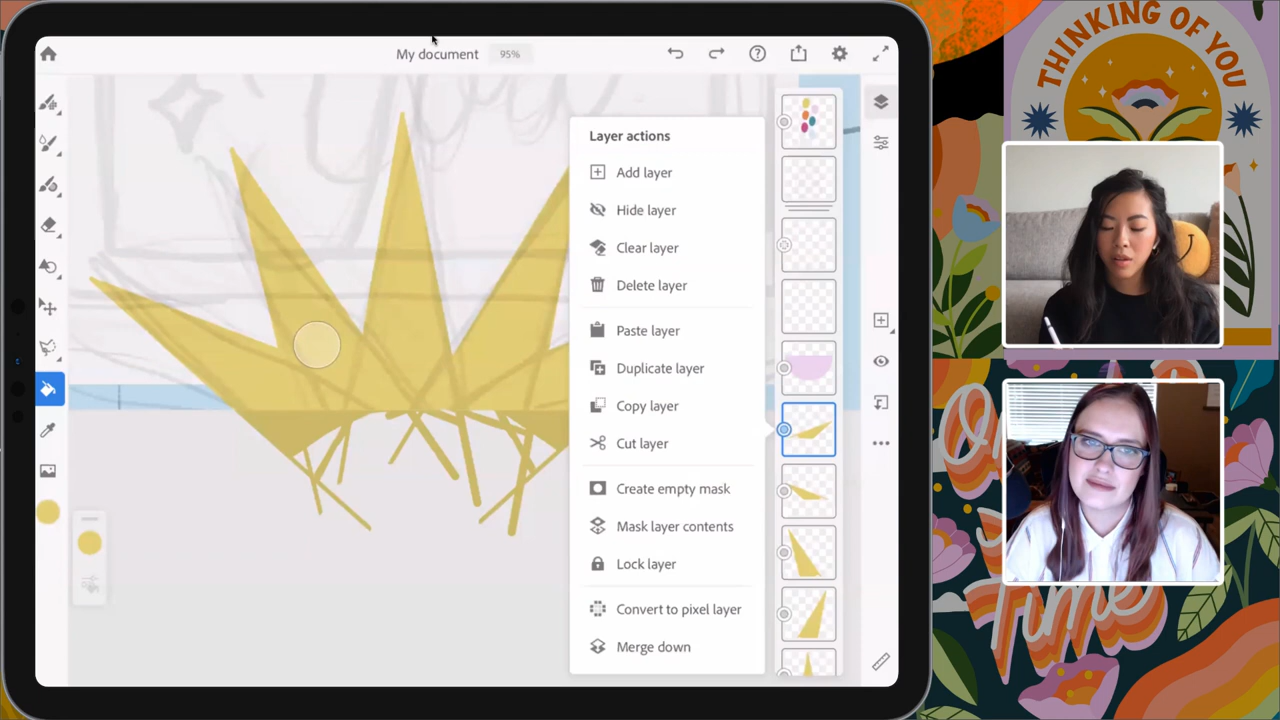 My document
95%
Layer actions
Add layer
Hide layer
Clear layer
Delete layer
Paste layer
Duplicate layer
Copy layer
Cut layer
Create empty mask
Mask layer contents
Lock layer
Convert to pixel layer
Merge down
THINKING OF YOU
Time